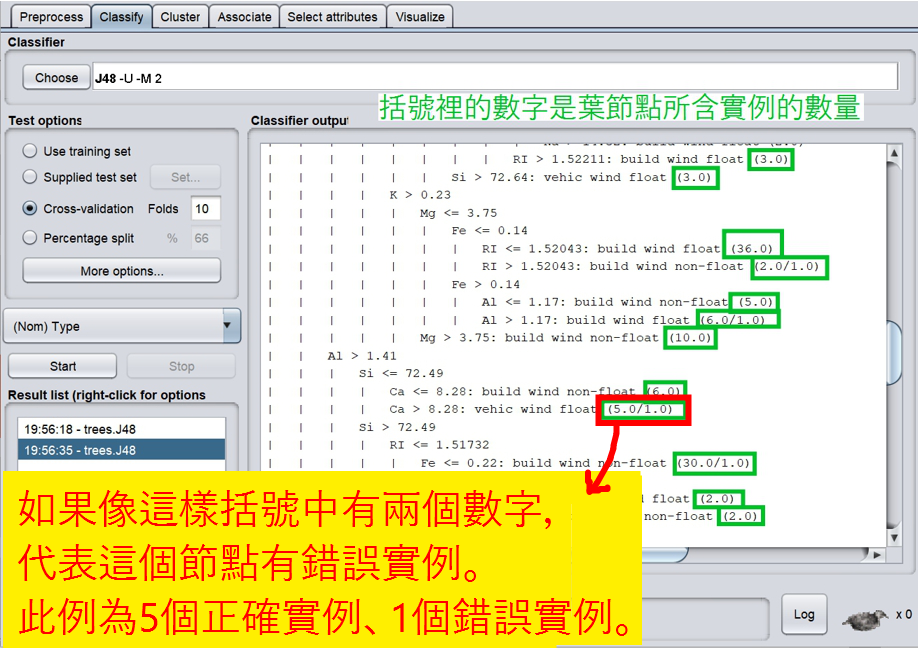 Preprocess Classify Cluster Associate Select attributes Visualize
Classifier
Choose J48 -U -M 2
括號裡的數字是葉節點所含實例的數量
Test options
Use training set
Supplied test set Set...
Cross-validation Folds 10
Percentage split % 66
More options...
(Nom) Type
Start Stop
Result list (right-click for options
19:56:18 - trees.J48
19:56:35 - trees.J48
Classifier output
| | | | | | | | RI > 1.52211: build wind float (3.0)
| | | | | | Si > 72.64: vehic wind float (3.0)
| | | | K > 0.23
| | | | | Mg <= 3.75
| | | | | | Fe <= 0.14
| | | | | | | RI <= 1.52043: build wind float (36.0)
| | | | | | | RI > 1.52043: build wind non-float (2.0/1.0)
| | | | | | Fe > 0.14
| | | | | | | Al <= 1.17: build wind non-float (5.0)
| | | | | | | Al > 1.17: build wind float (6.0/1.0)
| | | | | Mg > 3.75: build wind non-float (10.0)
| | Al > 1.41
| | | Si <= 72.49
| | | | Ca <= 8.28: build wind non-float (6.0)
| | | | Ca > 8.28: vehic wind float (5.0/1.0)
| | | Si > 72.49
| | | | RI <= 1.51732
| | | | | Fe <= 0.22: build wind non-float (30.0/1.0)
float (2.0)
non-float (2.0)
如果像這樣括號中有兩個數字,
代表這個節點有錯誤實例。
此例為5個正確實例、1個錯誤實例。
Log x 0